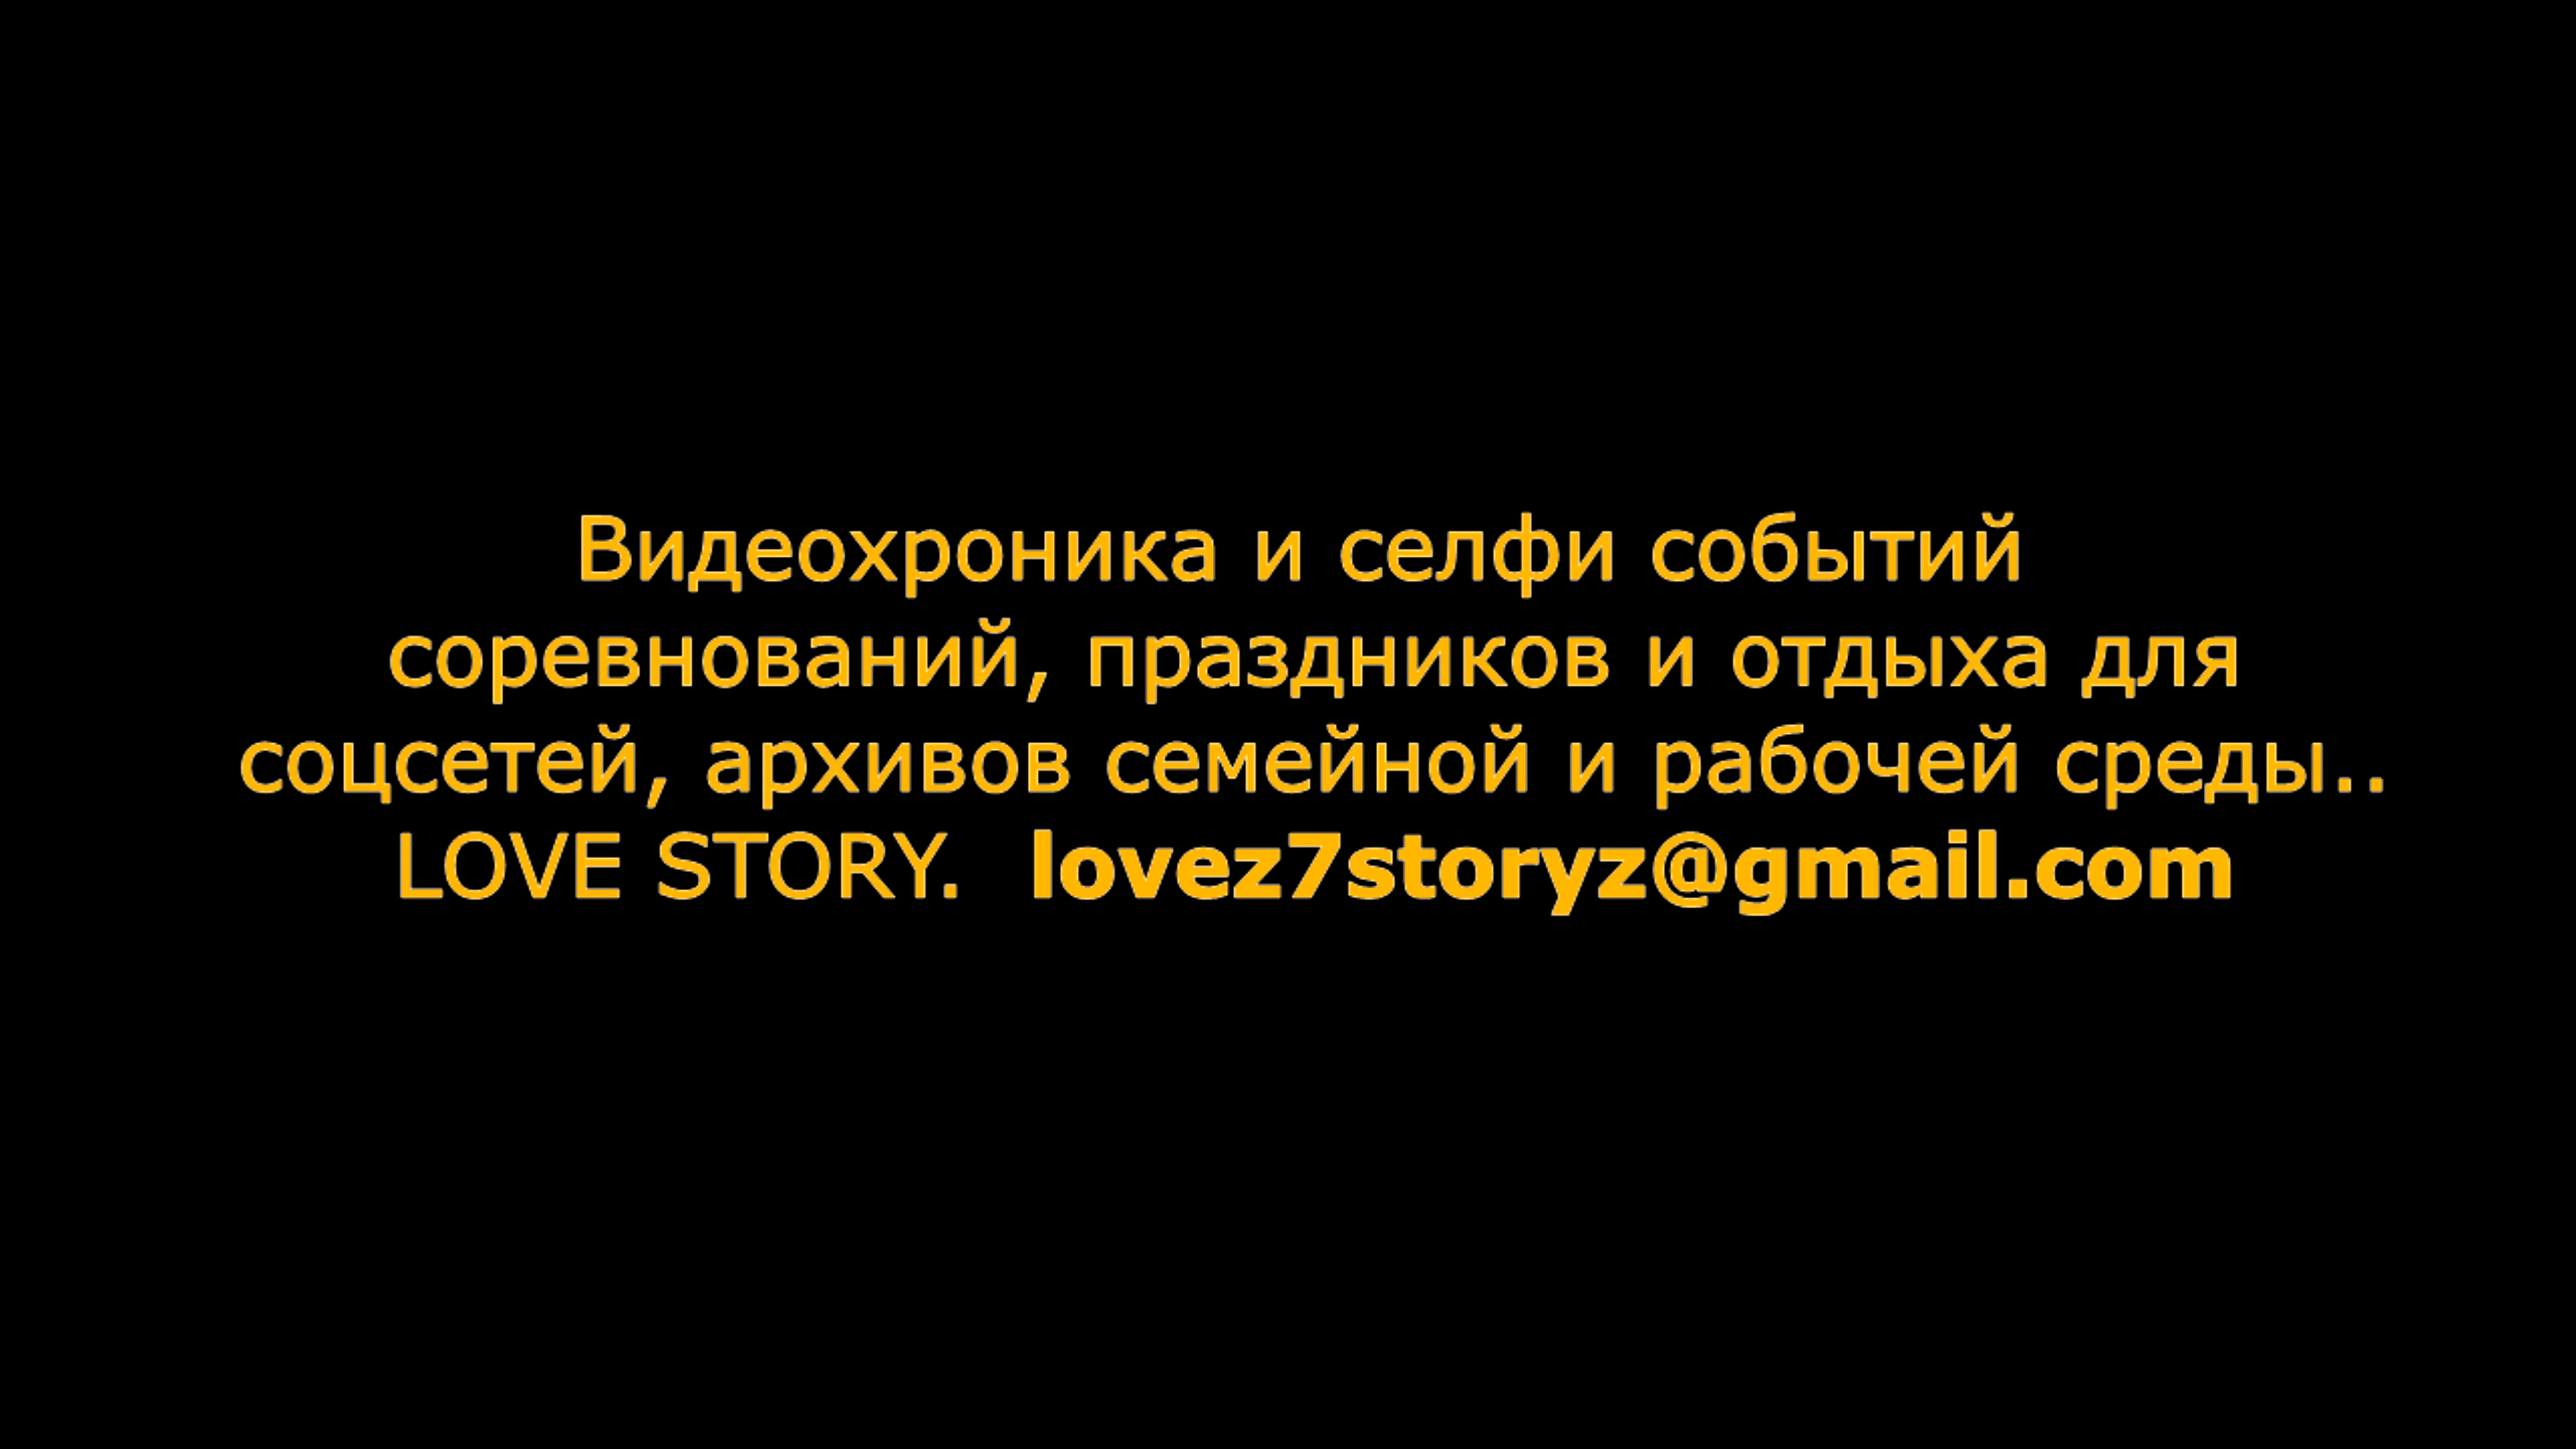 Видеохроника и селфи событий
соревнований, праздников и отдыха для
соцсетей, архивов семейной и рабочей среды..
LOVE STORY.  lovez7storyz@gmail.com